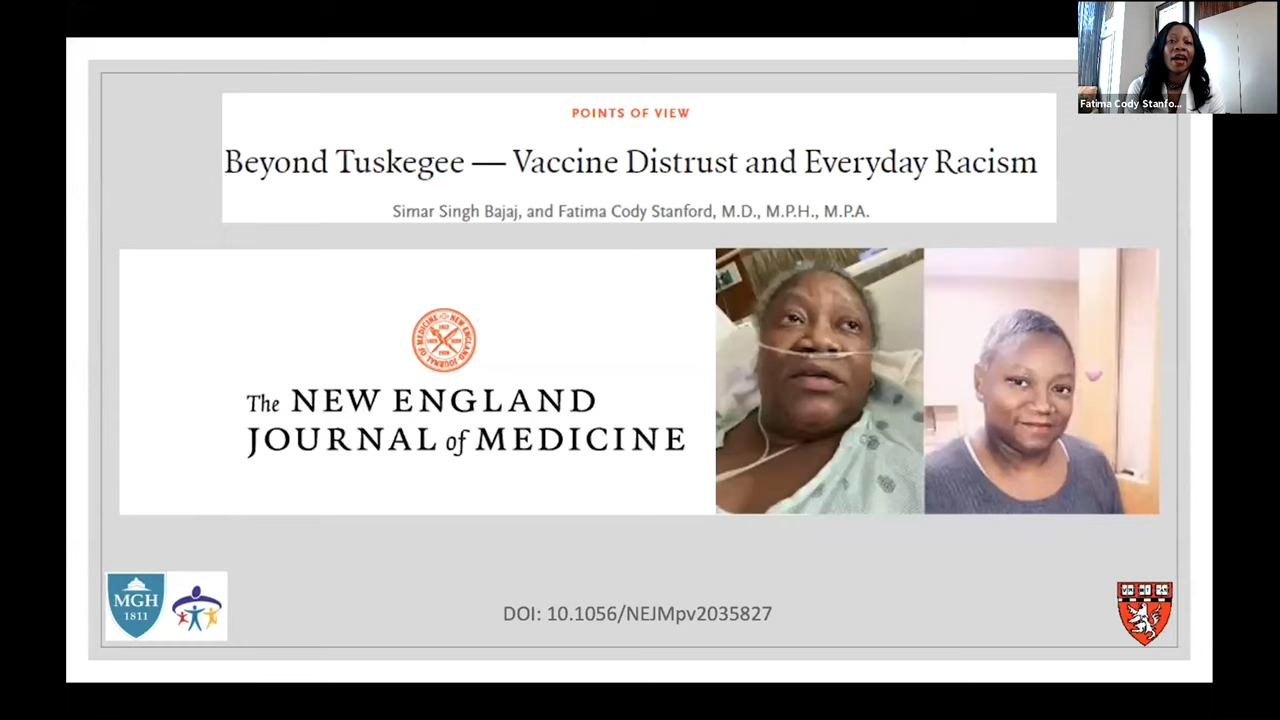 POINTS OF VIEW
Beyond Tuskegee — Vaccine Distrust and Everyday Racism
Simar Singh Bajaj, and Fatima Cody Stanford, M.D., M.P.H., M.P.A.
Fatima Cody Stanfo...
The NEW ENGLAND
JOURNAL of MEDICINE
MGH
1811
DOI: 10.1056/NEJMpv2035827